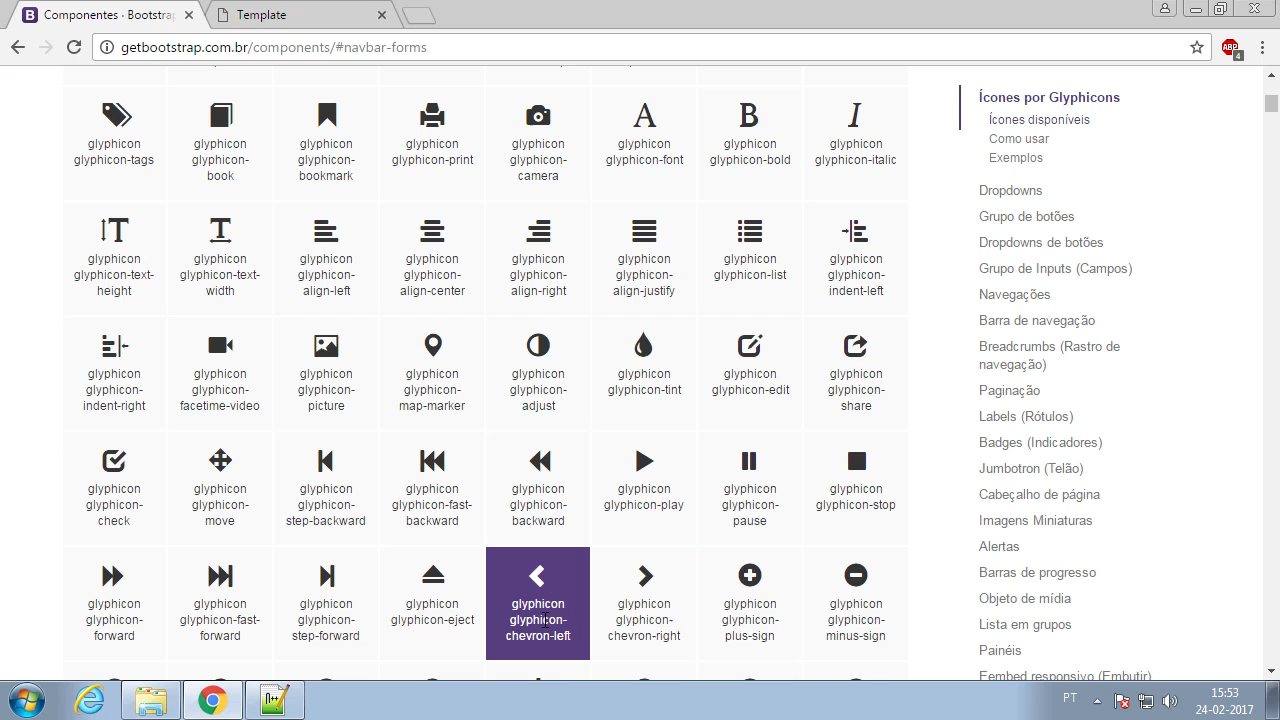 Componentes · Bootstrap
Template
getbootstrap.com.br/components/#navbar-forms
ABP
4
A
B
I
glyphicon glyphicon-tags
glyphicon glyphicon-book
glyphicon glyphicon-bookmark
glyphicon glyphicon-print
glyphicon glyphicon-camera
glyphicon glyphicon-font
glyphicon glyphicon-bold
glyphicon glyphicon-italic
glyphicon glyphicon-text-height
glyphicon glyphicon-text-width
glyphicon glyphicon-align-left
glyphicon glyphicon-align-center
glyphicon glyphicon-align-right
glyphicon glyphicon-align-justify
glyphicon glyphicon-list
glyphicon glyphicon-indent-left
glyphicon glyphicon-indent-right
glyphicon glyphicon-facetime-video
glyphicon glyphicon-picture
glyphicon glyphicon-map-marker
glyphicon glyphicon-adjust
glyphicon glyphicon-tint
glyphicon glyphicon-edit
glyphicon glyphicon-share
glyphicon glyphicon-check
glyphicon glyphicon-move
glyphicon glyphicon-step-backward
glyphicon glyphicon-fast-backward
glyphicon glyphicon-backward
glyphicon glyphicon-play
glyphicon glyphicon-pause
glyphicon glyphicon-stop
glyphicon glyphicon-forward
glyphicon glyphicon-fast-forward
glyphicon glyphicon-step-forward
glyphicon glyphicon-eject
glyphicon glyphicon-chevron-left
glyphicon glyphicon-chevron-right
glyphicon glyphicon-plus-sign
glyphicon glyphicon-minus-sign
Ícones por Glyphicons
Ícones disponíveis
Como usar
Exemplos
Dropdowns
Grupo de botões
Dropdowns de botões
Grupo de Inputs (Campos)
Navegações
Barra de navegação
Breadcrumbs (Rastro de
navegação)
Paginação
Labels (Rótulos)
Badges (Indicadores)
Jumbotron (Telão)
Cabeçalho de página
Imagens Miniaturas
Alertas
Barras de progresso
Objeto de mídia
Lista em grupos
Painéis
Embed responsivo (Embutir)
PT
15:53
24-02-2017